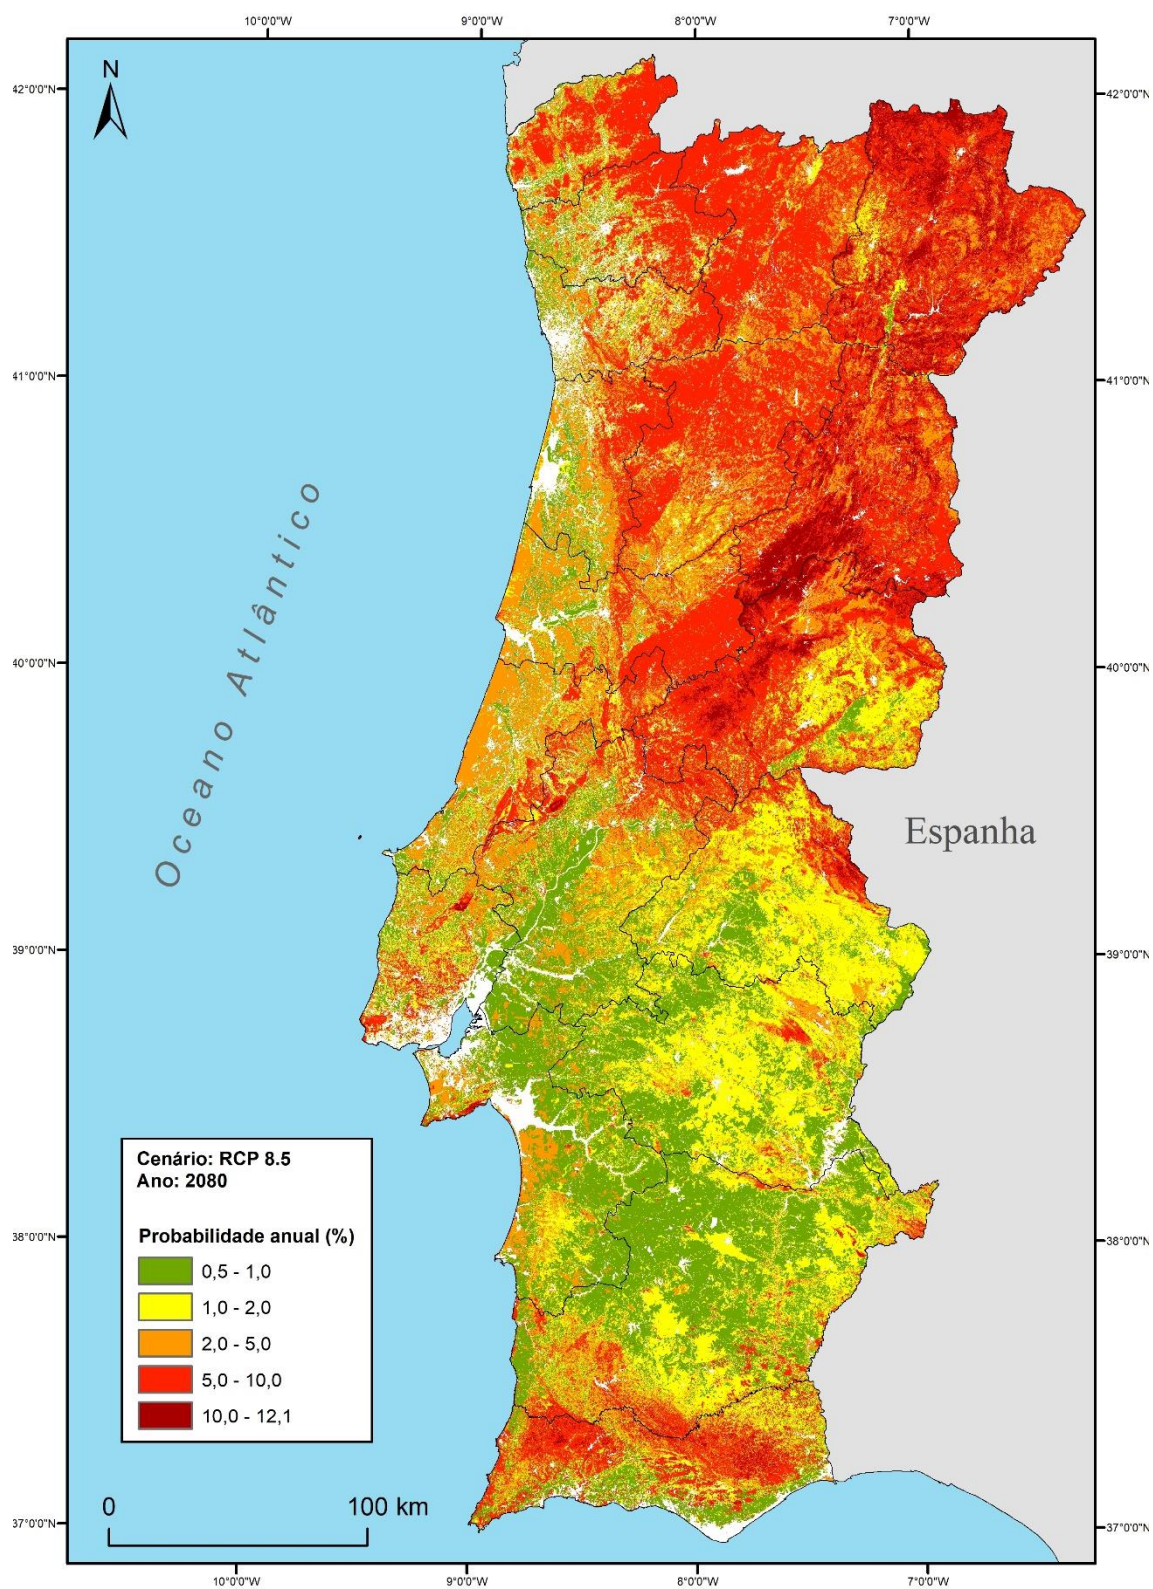 10°0'0"W 9°0'0"W 8°0'0"W 7°0'0"W
N
42°0'0"N 42°0'0"N
41°0'0"N 41°0'0"N
Oceano Atlântico
40°0'0"N 40°0'0"N
Espanha
39°0'0"N 39°0'0"N
Cenário: RCP 8.5
Ano: 2080
38°0'0"N 38°0'0"N
Probabilidade anual (%)
0,5 - 1,0
1,0 - 2,0
2,0 - 5,0
5,0 - 10,0
10,0 - 12,1
0 100 km
37°0'0"N 37°0'0"N
10°0'0"W 9°0'0"W 8°0'0"W 7°0'0"W